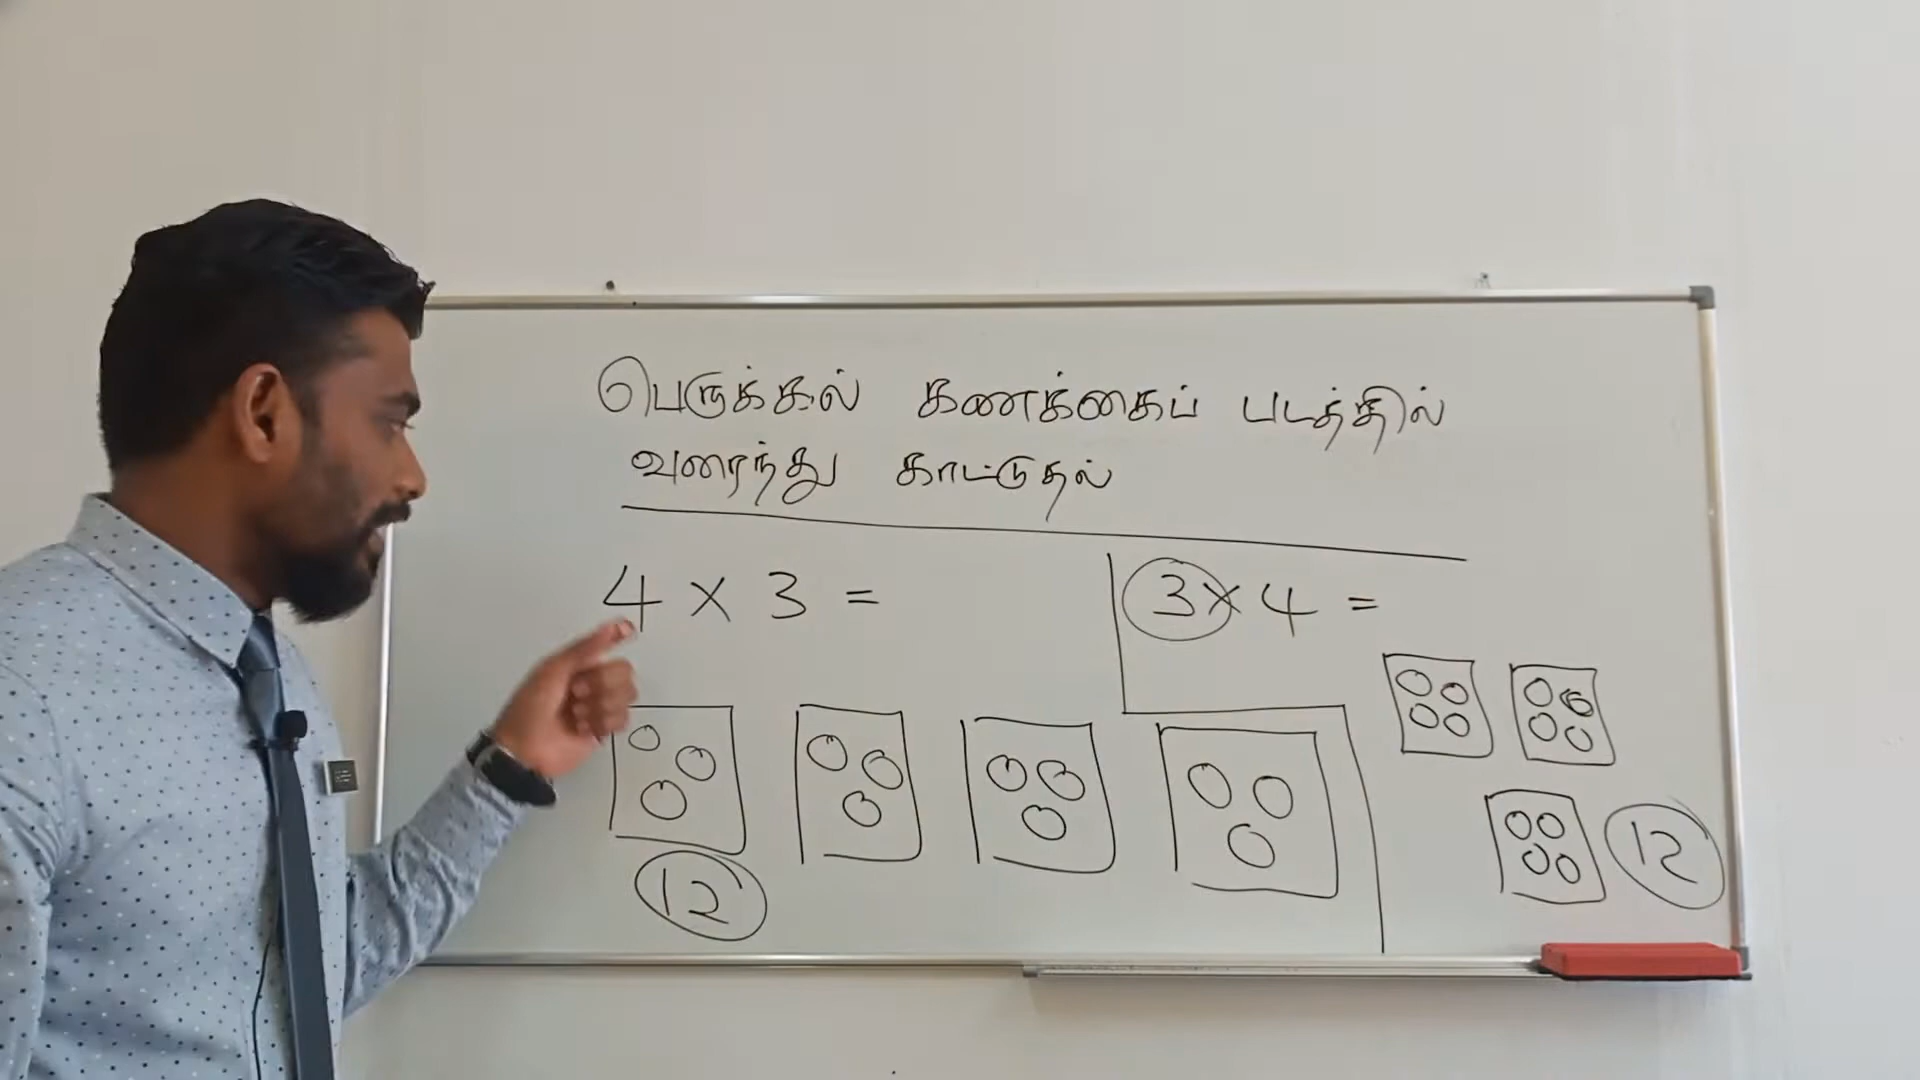 பெருக்கல் கணக்கைப் படத்தில்
வரைந்து காட்டுதல்
4 × 3 =
12
3 × 4 =
12